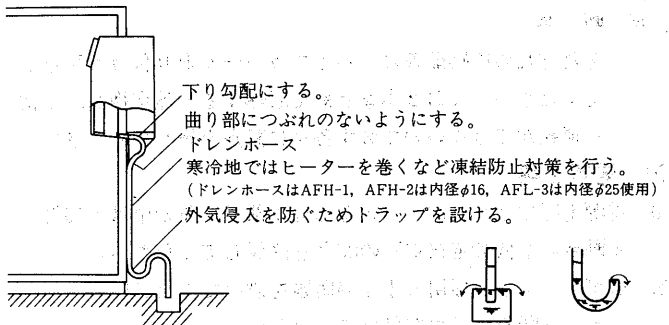 下り勾配にする。
曲り部につぶれのないようにする。
ドレンホース
寒冷地ではヒーターを巻くなど凍結防止対策を行う。
(ドレンホースはAFH-1, AFH-2は内径φ16, AFL-3は内径φ25使用)
外気侵入を防ぐためトラップを設ける。